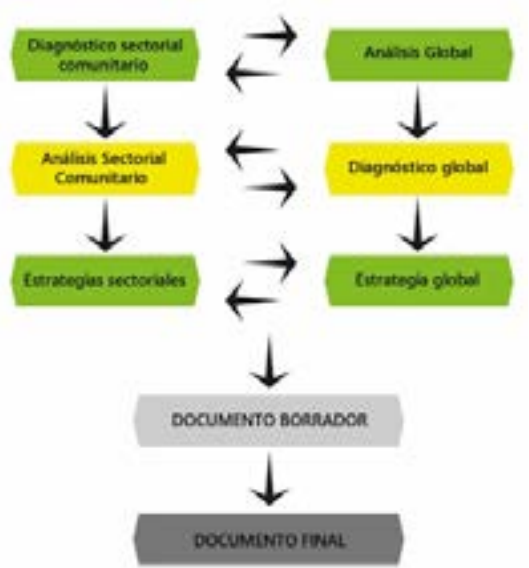 Diagnóstico sectorial
comunitario
Análisis Global
Análisis Sectorial
Comunitario
Diagnóstico global
Estrategias sectoriales
Estrategia global
DOCUMENTO BORRADOR
DOCUMENTO FINAL